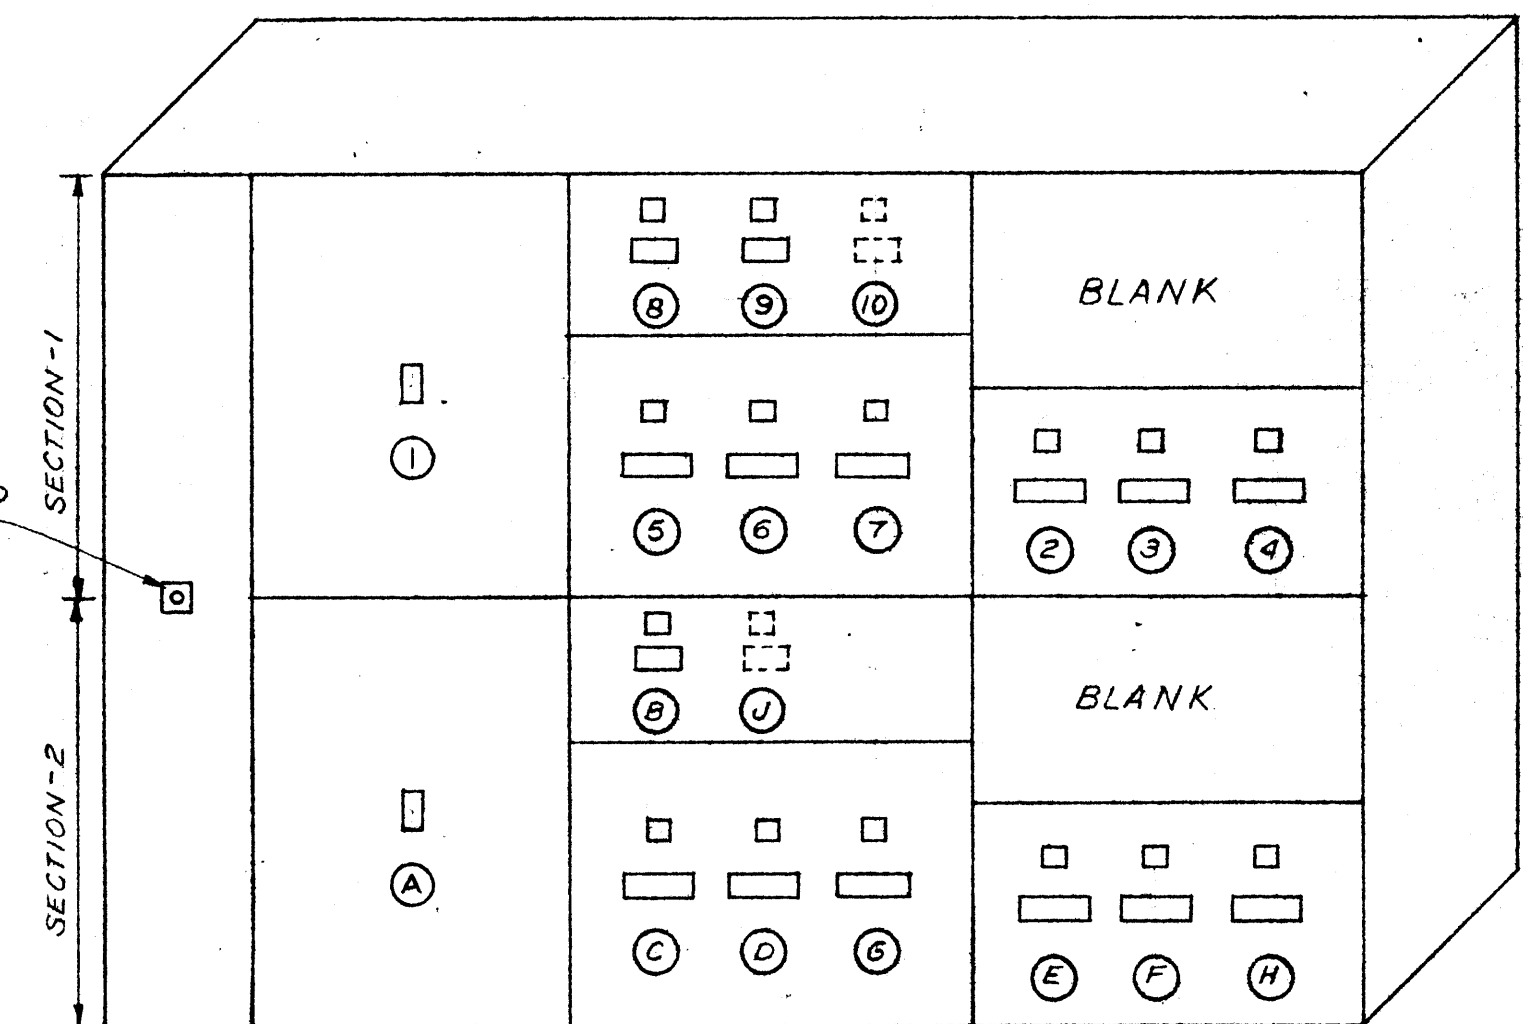 8 9 10
BLANK
SECTION-1
1
5 6 7
2 3 4
B J
BLANK
SECTION-2
A
C D G
E F H